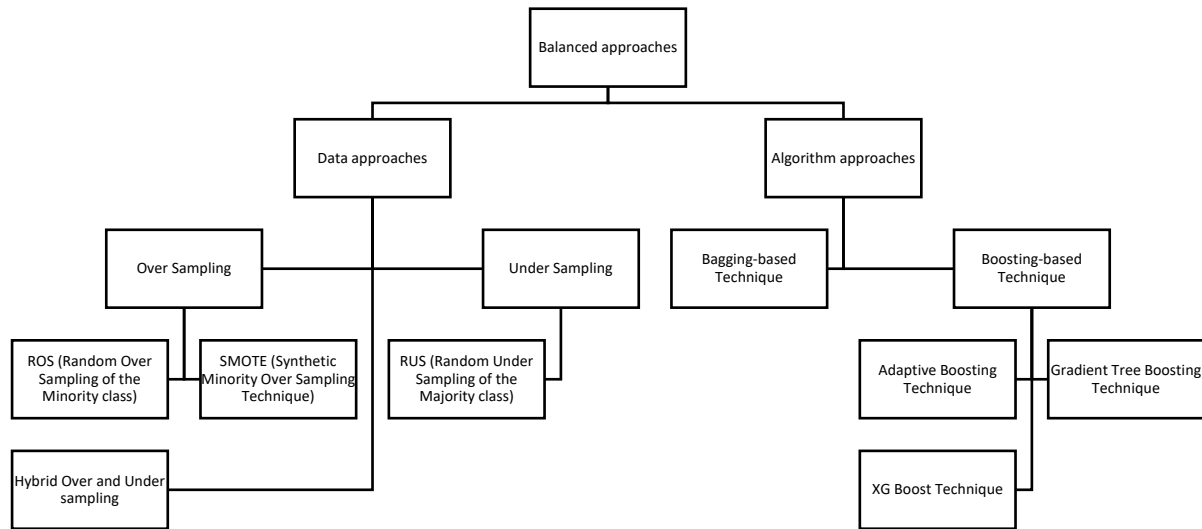 Balanced approaches
Data approaches
Algorithm approaches
Over Sampling
Under Sampling
Bagging-based
Technique
Boosting-based
Technique
ROS (Random Over
Sampling of the
Minority class)
SMOTE (Synthetic
Minority Over Sampling
Technique)
RUS (Random Under
Sampling of the
Majority class)
Adaptive Boosting
Technique
Gradient Tree Boosting
Technique
Hybrid Over and Under
sampling
XG Boost Technique